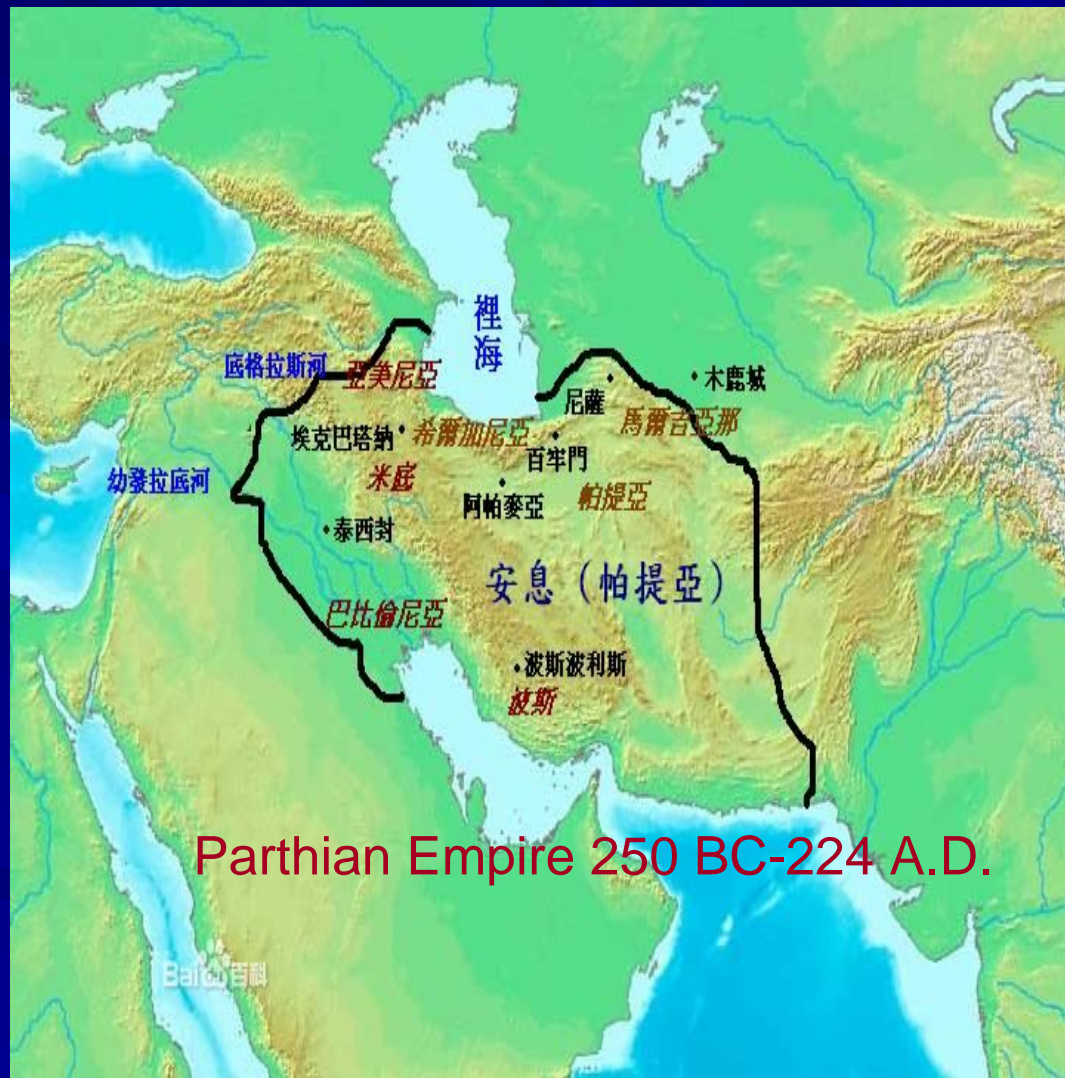 裡海
底格拉斯河
亞美尼亞
木鹿城
尼薩
馬爾吉亞那
埃克巴塔納
希爾加尼亞
百牢門
米底
幼發拉底河
阿帕麥亞
帕提亞
泰西封
安息（帕提亞）
巴比倫尼亞
波斯波利斯
波斯
Parthian Empire 250 BC-224 A.D.
Bai百科